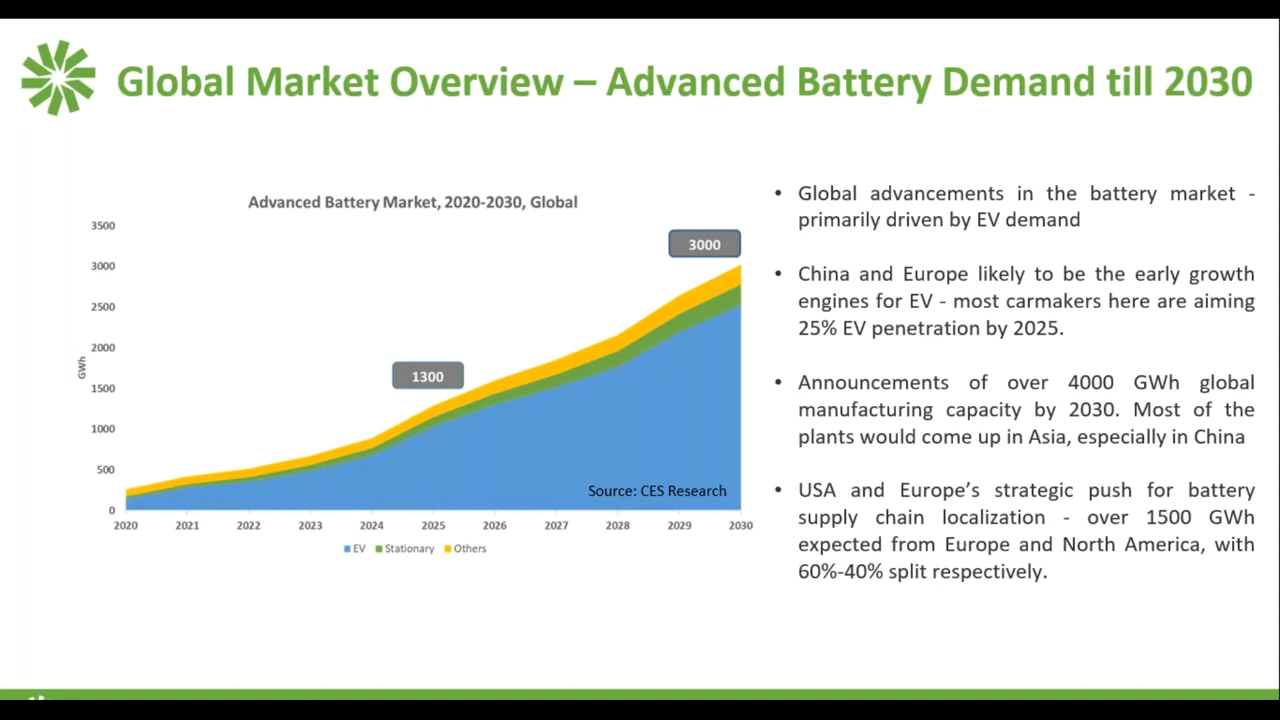 Global Market Overview – Advanced Battery Demand till 2030
Advanced Battery Market, 2020-2030, Global
3500
3000
2500
2000
1500
1000
500
0
GWh
1300
3000
Source: CES Research
2020 2021 2022 2023 2024 2025 2026 2027 2028 2029 2030
EV Stationary Others
• Global advancements in the battery market -
primarily driven by EV demand
• China and Europe likely to be the early growth
engines for EV - most carmakers here are aiming
25% EV penetration by 2025.
• Announcements of over 4000 GWh global
manufacturing capacity by 2030. Most of the
plants would come up in Asia, especially in China
• USA and Europe’s strategic push for battery
supply chain localization - over 1500 GWh
expected from Europe and North America, with
60%-40% split respectively.